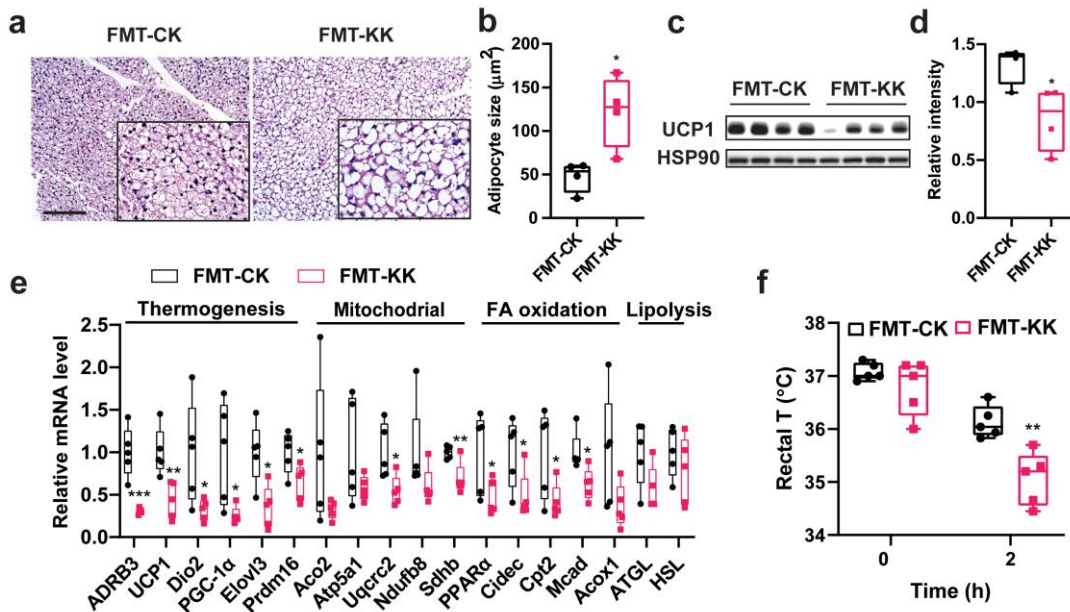 a
FMT-CK
FMT-KK
b
Adipocyte size (μm²)
200
150
100
50
0
FMT-CK
FMT-KK
*
c
FMT-CK
FMT-KK
UCP1
HSP90
d
Relative intensity
1.5
1.0
0.5
0.0
FMT-CK
FMT-KK
*
e
FMT-CK
FMT-KK
Thermogenesis
Mitochodrial
FA oxidation
Lipolysis
Relative mRNA level
2.5
2.0
1.5
1.0
0.5
0.0
***
**
*
*
*
*
*
**
*
*
*
*
ADRB3
UCP1
Dio2
PGC-1α
Elovl3
Prdm16
Aco2
Atp5a1
Uqcrc2
Ndufb8
Sdhb
PPARα
Cidec
Cpt2
Mcad
Acox1
ATGL
HSL
f
FMT-CK
FMT-KK
Rectal T (°C)
38
37
36
35
34
**
0
2
Time (h)